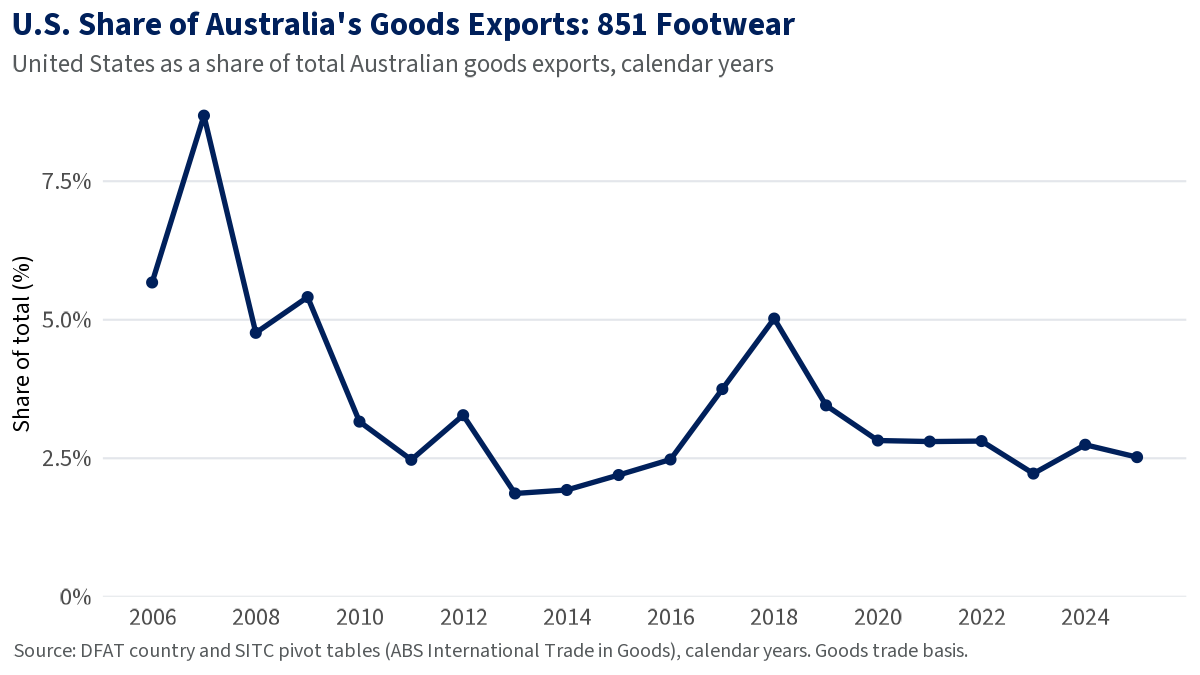 U.S. Share of Australia's Goods Exports: 851 Footwear
United States as a share of total Australian goods exports, calendar years
Share of total (%)
7.5%
5.0%
2.5%
0%
2006 2008 2010 2012 2014 2016 2018 2020 2022 2024
Source: DFAT country and SITC pivot tables (ABS International Trade in Goods), calendar years. Goods trade basis.